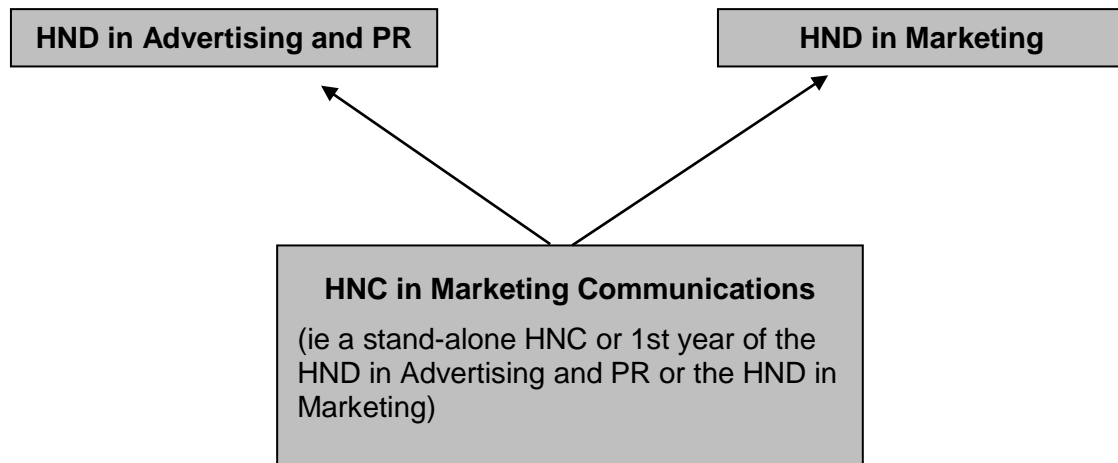 HND in Advertising and PR
HND in Marketing
HNC in Marketing Communications
(ie a stand-alone HNC or 1st year of the
HND in Advertising and PR or the HND in
Marketing)